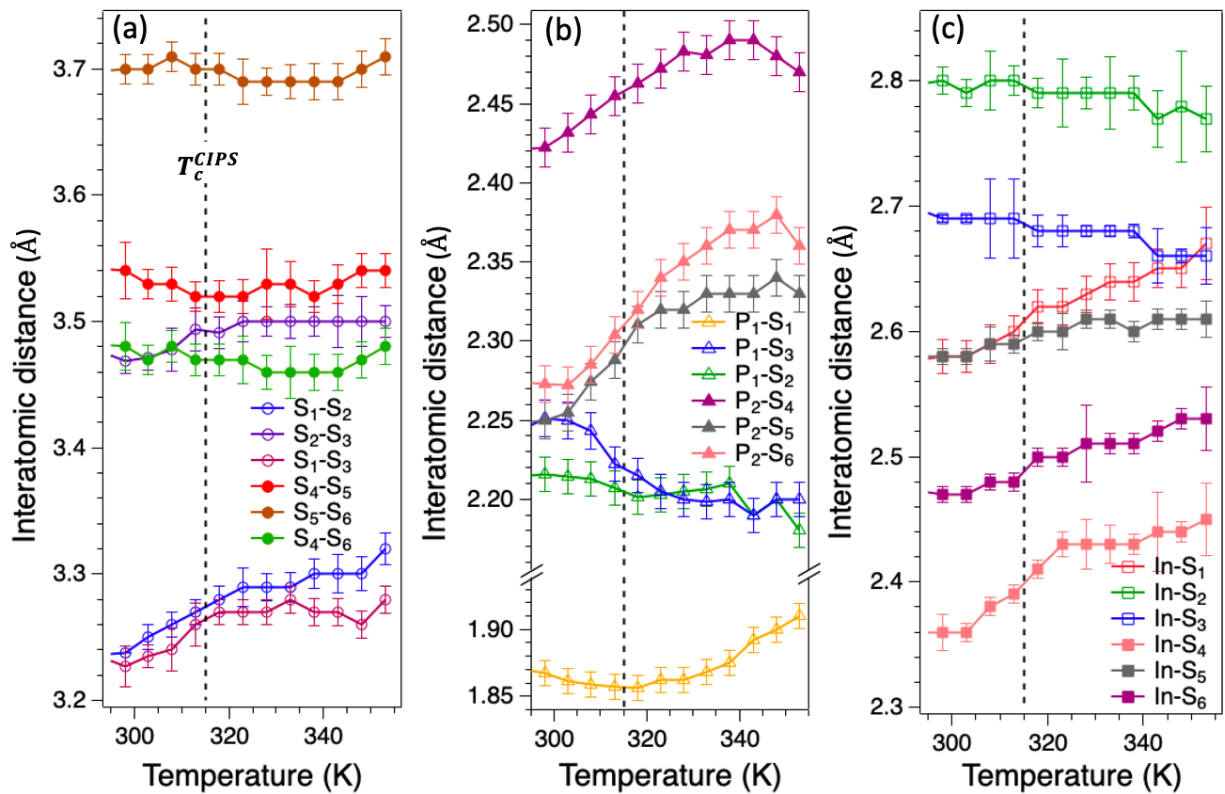 (a)
3.7
3.6
3.5
3.4
3.3
3.2
Interatomic distance (Å)
T_c^CIPS
S₁-S₂
S₂-S₃
S₁-S₃
S₄-S₅
S₅-S₆
S₄-S₆
300 320 340
Temperature (K)
(b)
2.50
2.45
2.40
2.35
2.30
2.25
2.20
1.90
1.85
Interatomic distance (Å)
P₁-S₁
P₁-S₃
P₁-S₂
P₂-S₄
P₂-S₅
P₂-S₆
300 320 340
Temperature (K)
(c)
2.8
2.7
2.6
2.5
2.4
2.3
Interatomic distance (Å)
In-S₁
In-S₂
In-S₃
In-S₄
In-S₅
In-S₆
300 320 340
Temperature (K)